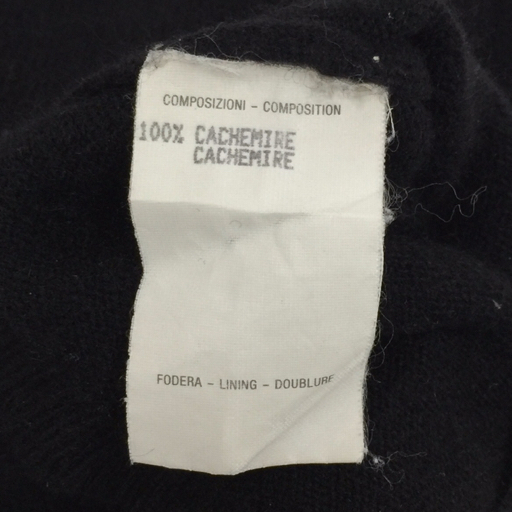 COMPOSIZIONI - COMPOSITION
100% CACHEMIRE
CACHEMIRE
FODERA - LINING - DOUBLURE